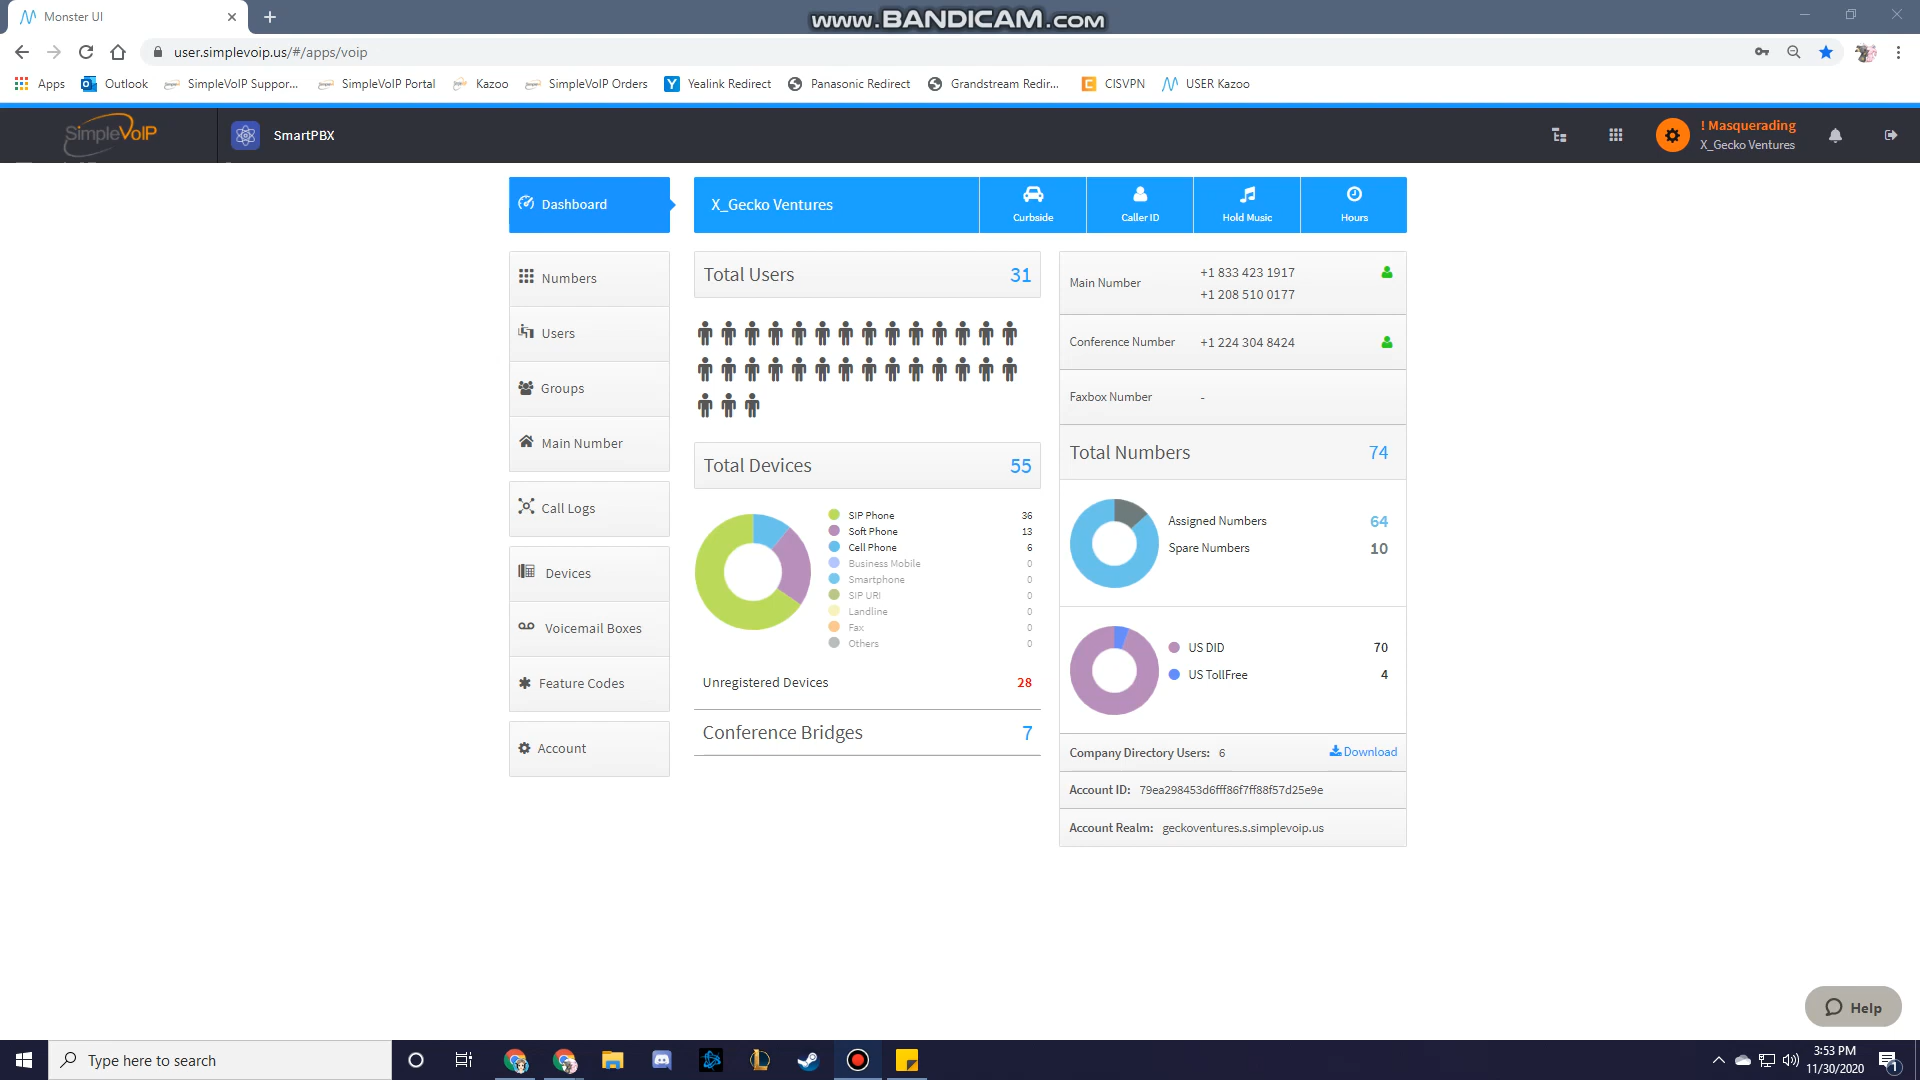 Monster UI
www.BANDICAM.com
user.simplevoip.us/#/apps/voip
Apps Outlook SimpleVoIP Suppor... SimpleVoIP Portal Kazoo SimpleVoIP Orders Yealink Redirect Panasonic Redirect Grandstream Redir... CISVPN USER Kazoo
SimpleVoIP
SmartPBX
! Masquerading
X_Gecko Ventures
Dashboard
Numbers
Users
Groups
Main Number
Call Logs
Devices
Voicemail Boxes
Feature Codes
Account
X_Gecko Ventures
Curbside
Caller ID
Hold Music
Hours
Total Users 31
Total Devices 55
SIP Phone 36
Soft Phone 13
Cell Phone 6
Business Mobile 0
Smartphone 0
SIP URI 0
Landline 0
Fax 0
Others 0
Unregistered Devices 28
Conference Bridges 7
Main Number
+1 833 423 1917
+1 208 510 0177
Conference Number +1 224 304 8424
Faxbox Number -
Total Numbers 74
Assigned Numbers 64
Spare Numbers 10
US DID 70
US TollFree 4
Company Directory Users: 6 Download
Account ID: 79ea298453d6fff86f7ff88f57d25e9e
Account Realm: geckoventures.s.simplevoip.us
Help
Type here to search
3:53 PM
11/30/2020
1